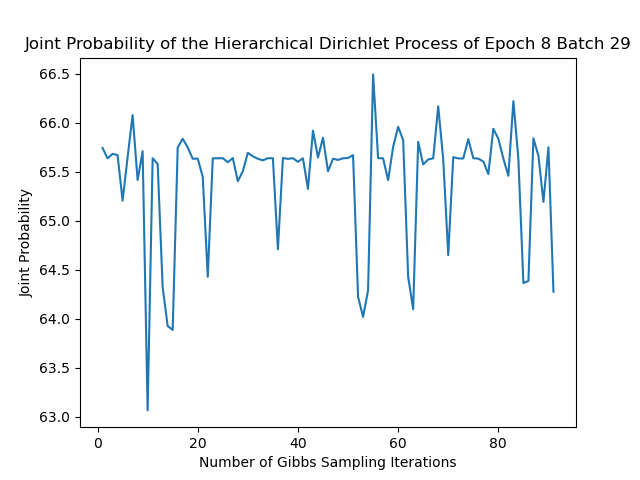 Joint Probability of the Hierarchical Dirichlet Process of Epoch 8 Batch 29
66.5
66.0
65.5
65.0
64.5
64.0
63.5
63.0
Joint Probability
0 20 40 60 80
Number of Gibbs Sampling Iterations